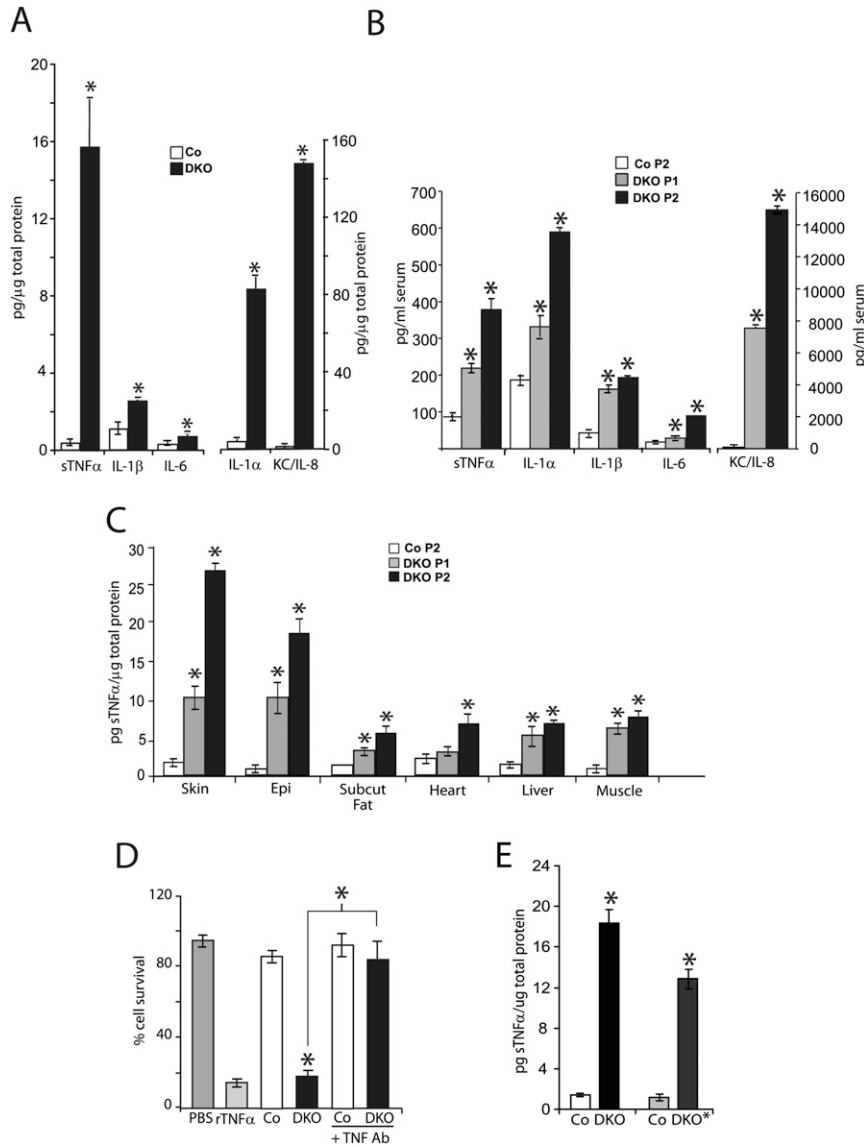 A
20
16
12
8
4
0
pg/µg total protein
*
*
*
*
*
Co
DKO
160
120
80
40
0
pg/µg total protein
sTNFα IL-1β IL-6 IL-1α KC/IL-8
B
Co P2
DKO P1
DKO P2
700
600
500
400
300
200
100
pg/ml serum
* * * * * * * * * *
16000
14000
12000
10000
8000
6000
4000
2000
0
pg/ml serum
sTNFα IL-1α IL-1β IL-6 KC/IL-8
C
Co P2
DKO P1
DKO P2
30
25
20
15
10
5
0
pg sTNFα/µg total protein
* * * * * * * * * * *
Skin Epi Subcut Heart Liver Muscle
Fat
D
120
80
40
0
% cell survival
*
*
PBS rTNFα Co DKO Co DKO
+ TNF Ab
E
24
18
12
6
0
pg sTNFα/ug total protein
*
*
Co DKO Co DKO*